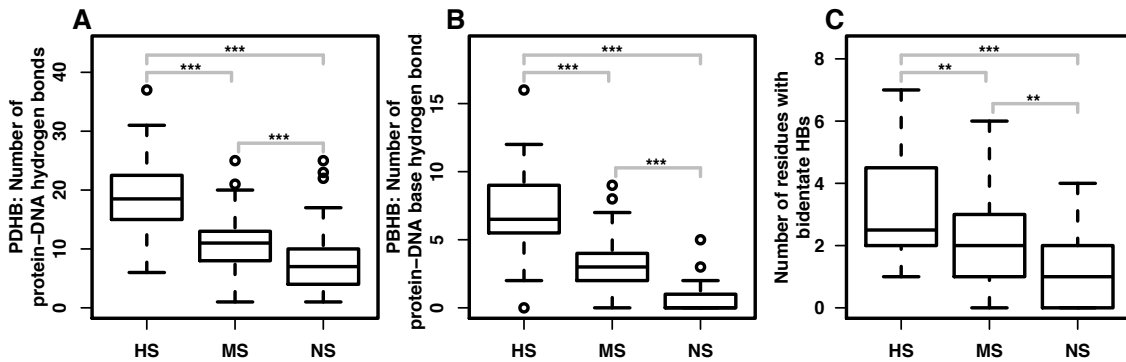 A
PDHB: Number of
protein−DNA hydrogen bonds
0 10 20 30 40
***
***
***
HS MS NS
B
PBHB: Number of
protein−DNA base hydrogen bond
0 5 10 15
***
***
***
HS MS NS
C
Number of residues with
bidentate HBs
0 2 4 6 8
***
**
**
HS MS NS